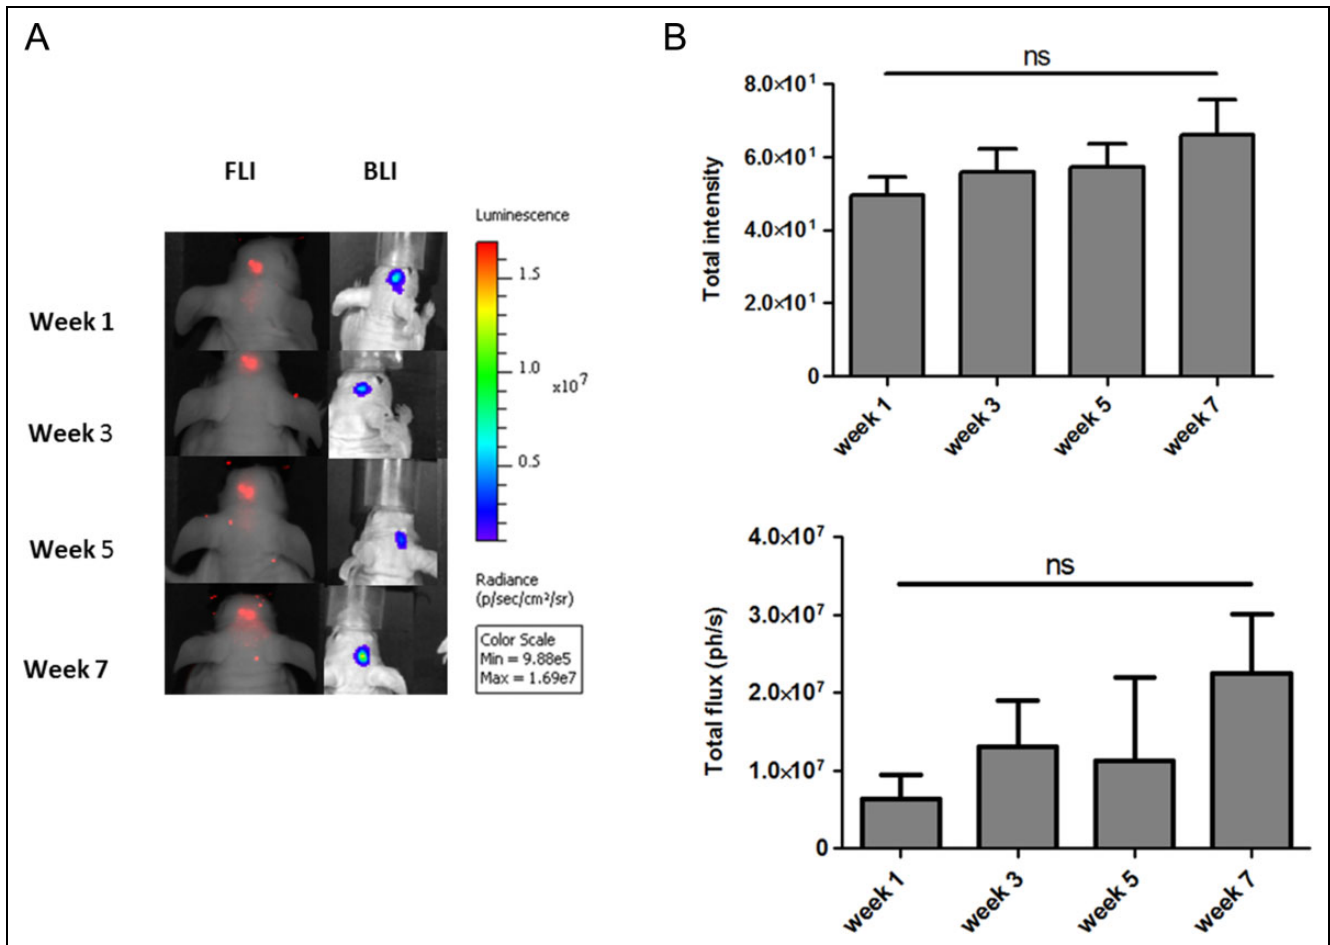 A
FLI BLI
Week 1
Week 3
Week 5
Week 7
Luminescence
1.5
1.0
x10⁷
0.5
Radiance
(p/sec/cm²/sr)
Color Scale
Min = 9.88e5
Max = 1.69e7
B
ns
Total intensity
8.0×10¹
6.0×10¹
4.0×10¹
2.0×10¹
0
week 1
week 3
week 5
week 7
ns
Total flux (ph/s)
4.0×10⁷
3.0×10⁷
2.0×10⁷
1.0×10⁷
0
week 1
week 3
week 5
week 7